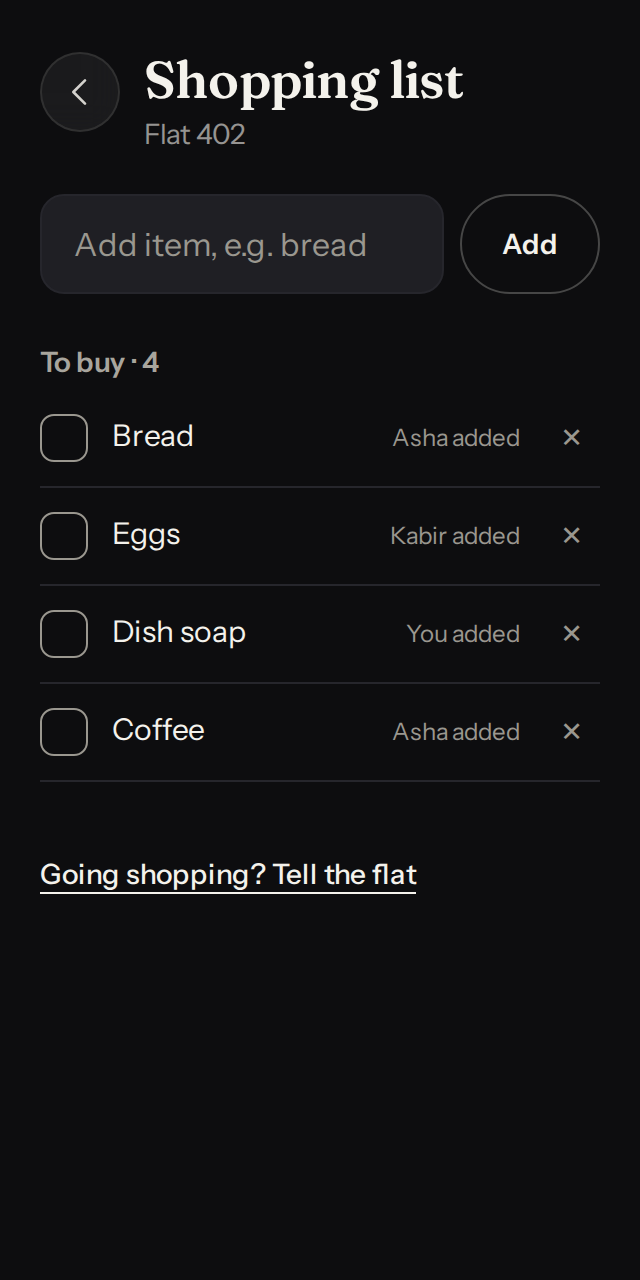 Shopping list
Flat 402
Add item, e.g. bread
Add
To buy · 4
Bread Asha added ✕
Eggs Kabir added ✕
Dish soap You added ✕
Coffee Asha added ✕
Going shopping? Tell the flat